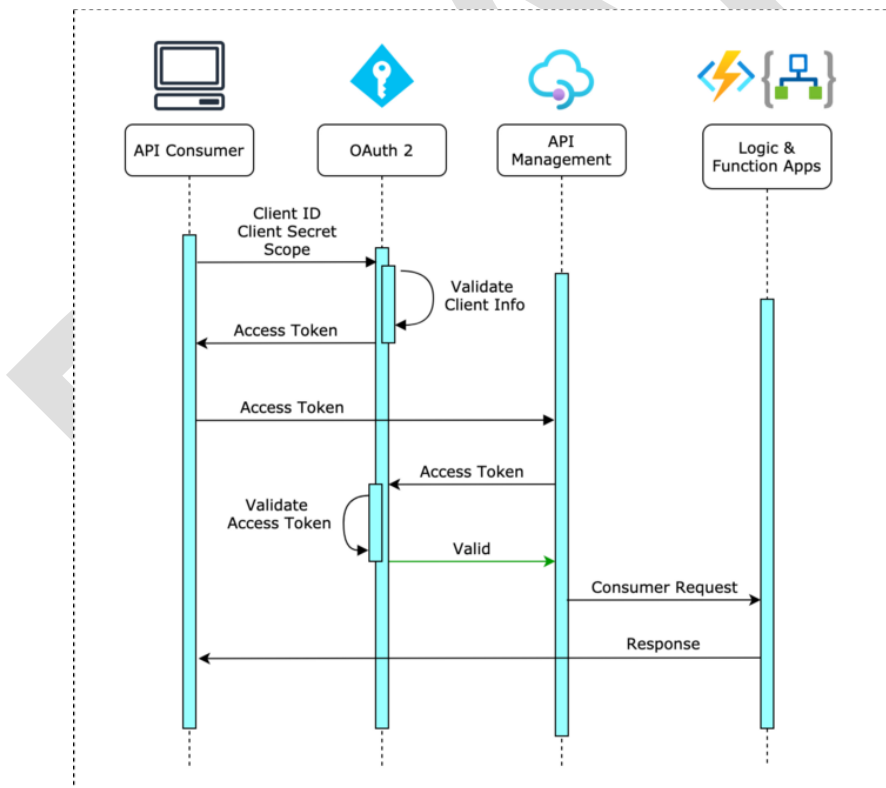 API Consumer
OAuth 2
API
Management
Logic &
Function Apps
Client ID
Client Secret
Scope
Validate
Client Info
Access Token
Access Token
Access Token
Validate
Access Token
Valid
Consumer Request
Response